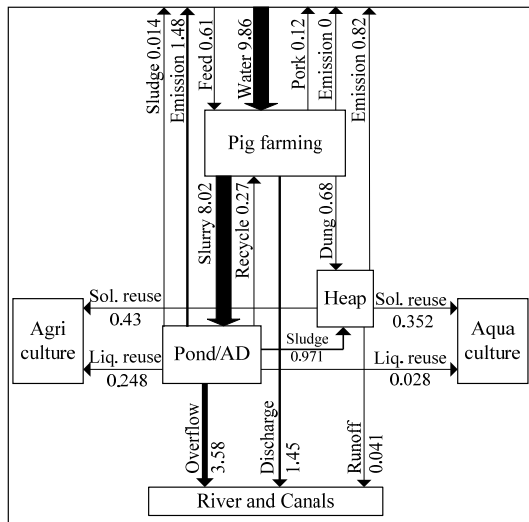 Sludge 0.014
Emission 1.48
Feed 0.61
Water 9.86
Pork 0.12
Emission 0
Emission 0.82
Pig farming
Slurry 8.02
Recycle 0.27
Dung 0.68
Heap
Sol. reuse
0.43
Sol. reuse
0.352
Agri
culture
Aqua
culture
Pond/AD
Sludge
0.971
Liq. reuse
0.248
Liq. reuse
0.028
Overflow
3.58
Discharge
1.45
Runoff
0.041
River and Canals